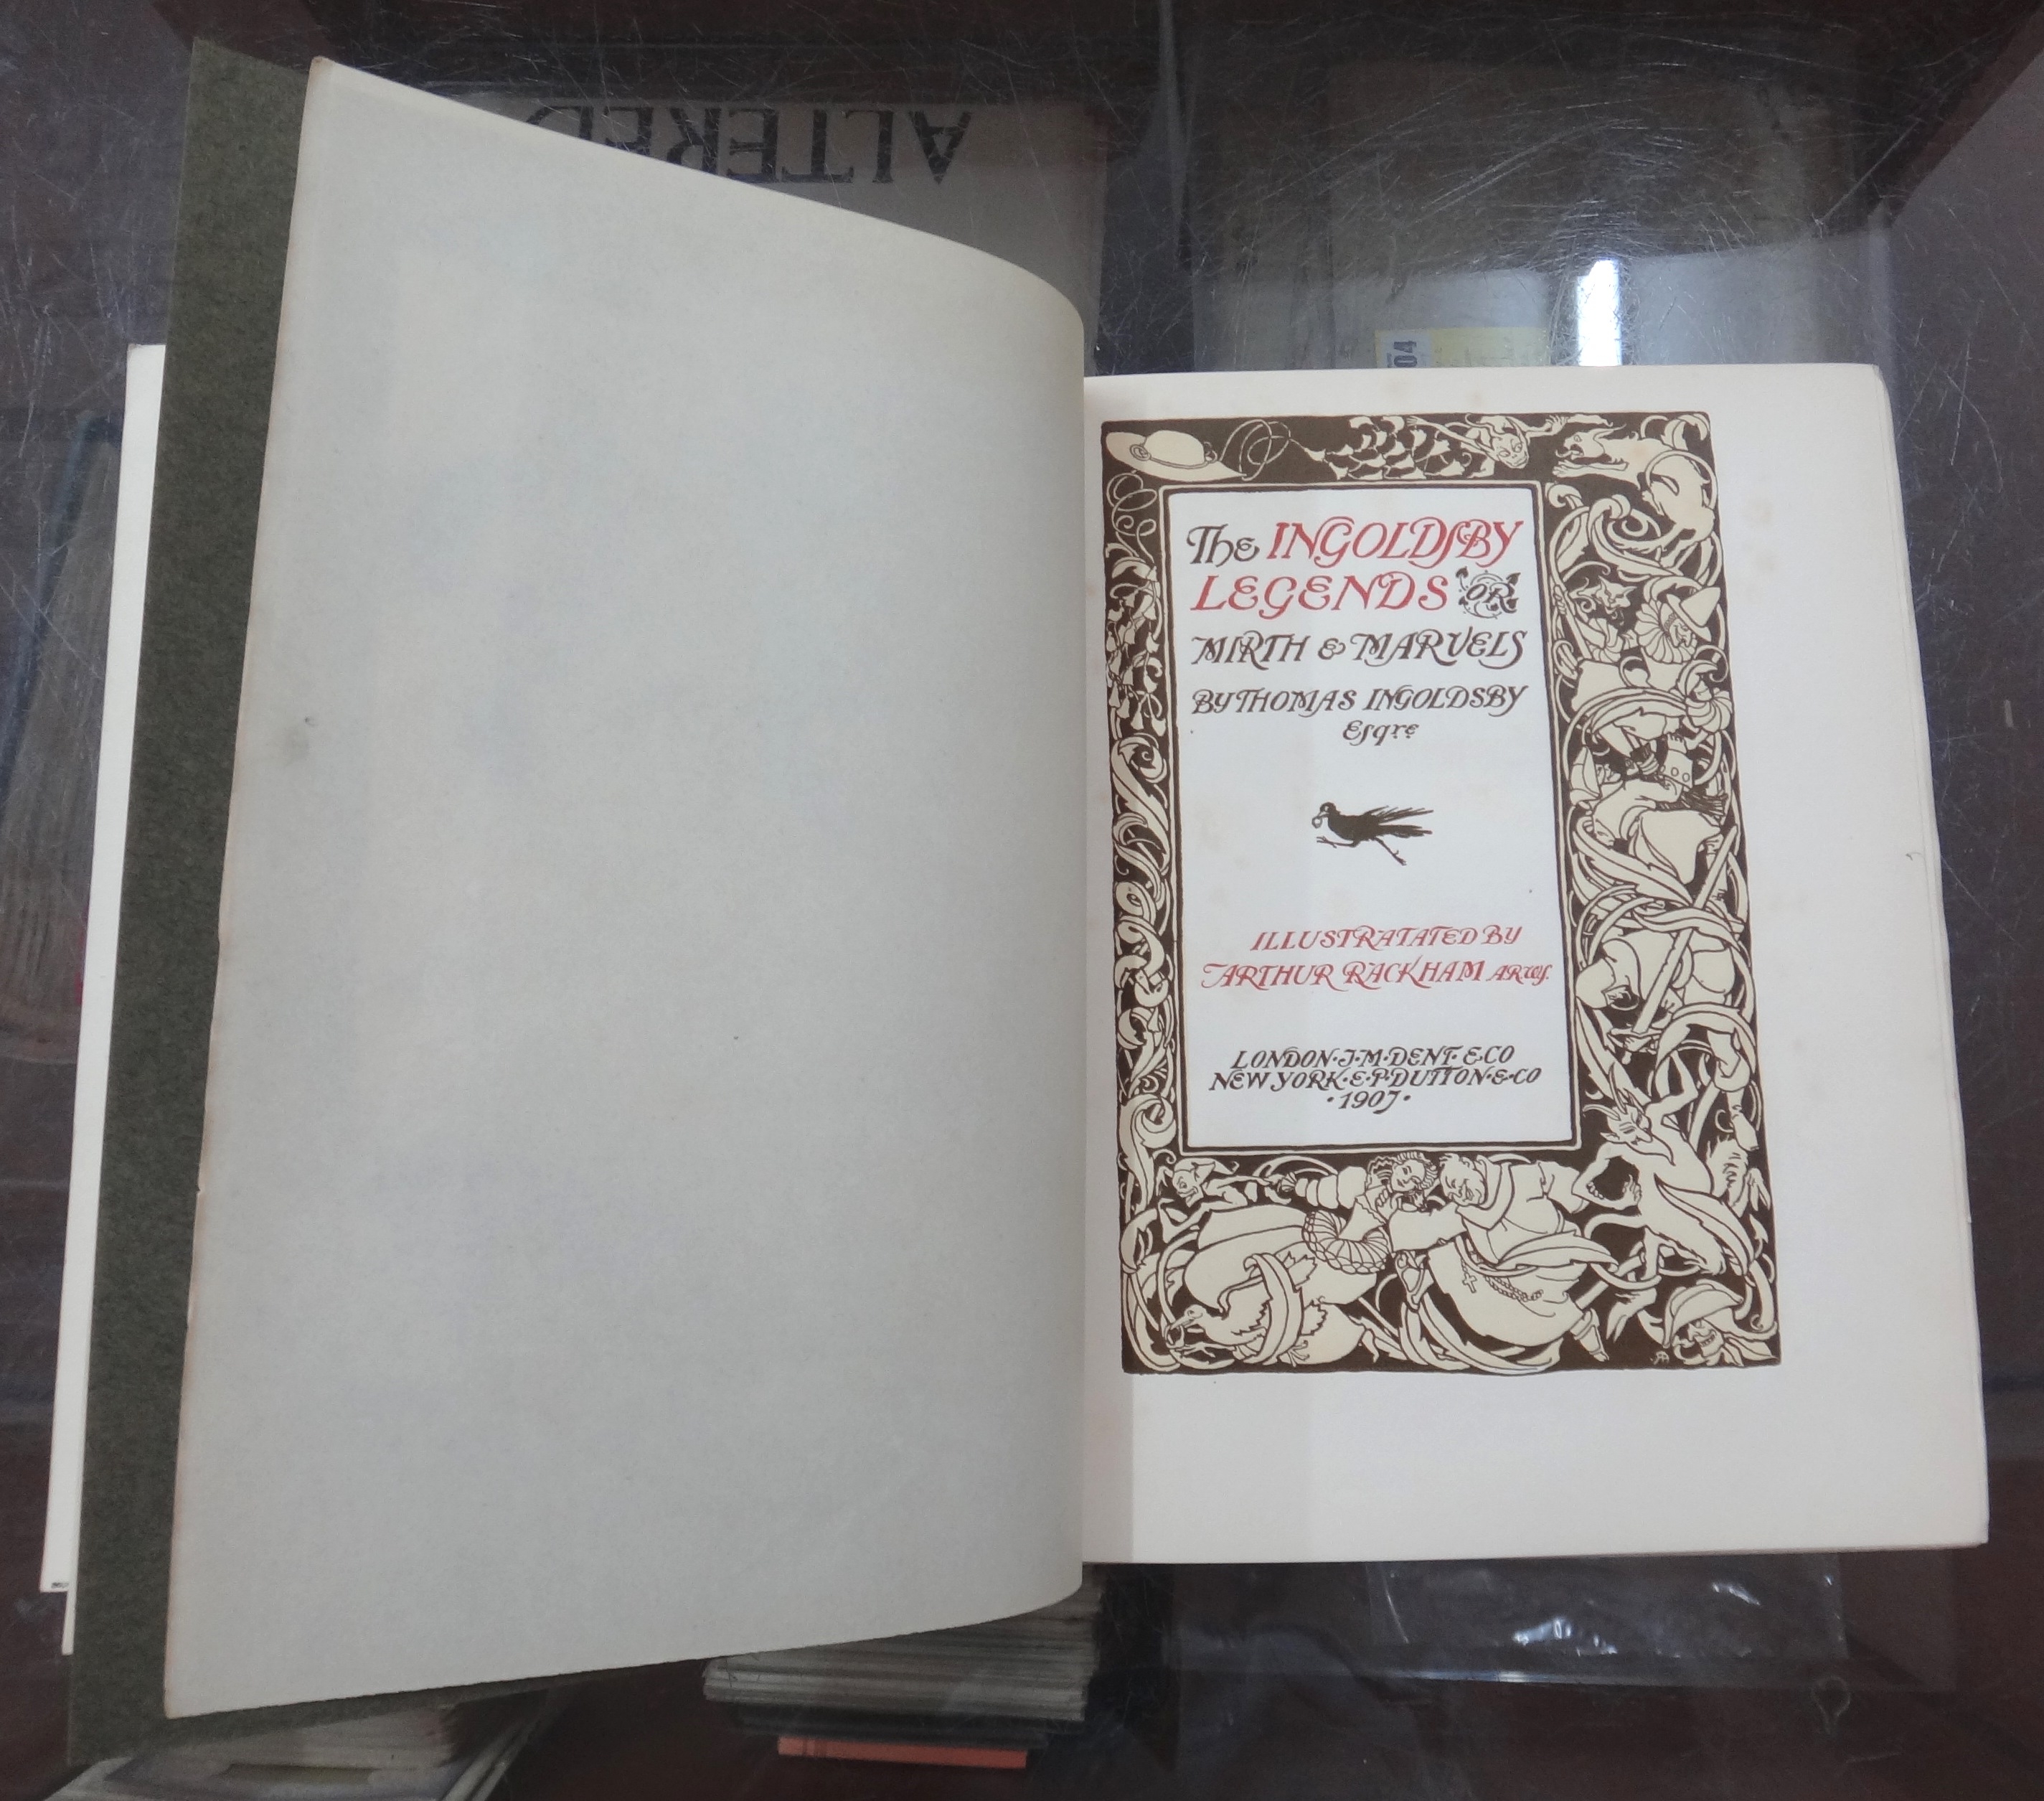 ALTERED
04
The INGOLDSBY
LEGENDS OR
MIRTH & MARVELS
BY THOMAS INGOLDSBY
Esqre
ILLUSTRATATED BY
ARTHUR RACKHAM ARWS.
LONDON·J·M·DENT·&·CO
NEW YORK·E·P·DUTTON·&·CO
·1907·